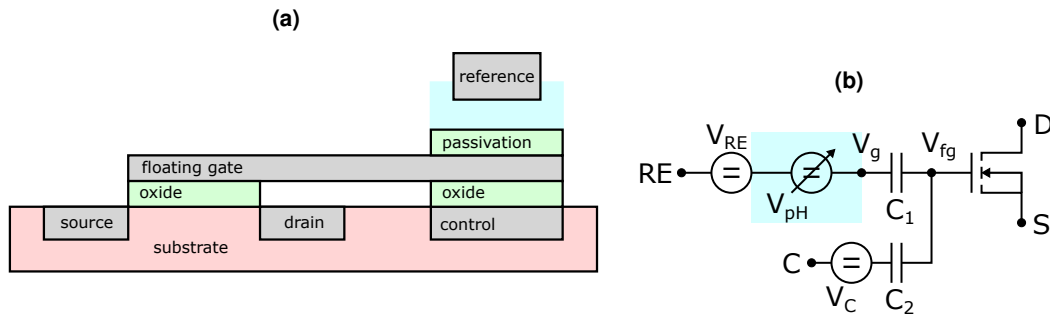 (a)
reference
passivation
floating gate
oxide
oxide
source
drain
control
substrate
(b)
D
V_RE
V_g
V_fg
RE
V_pH
C_1
S
C
V_C
C_2